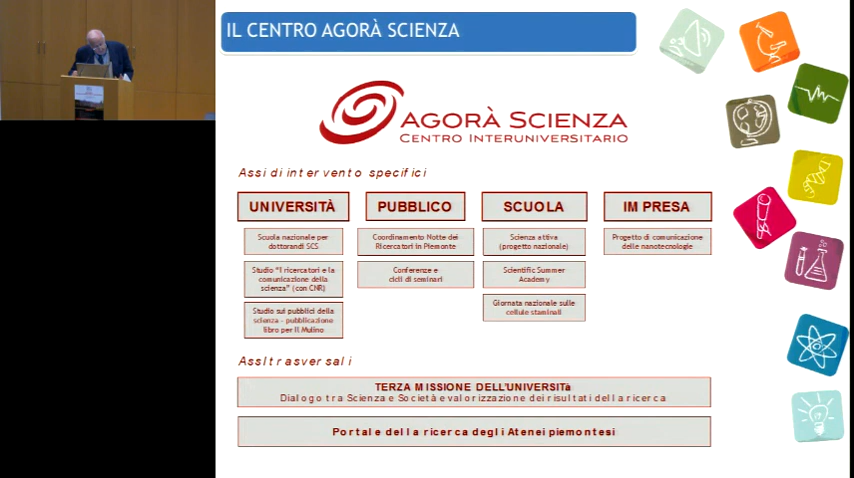 IL CENTRO AGORÀ SCIENZA
AGORÀ SCIENZA
CENTRO INTERUNIVERSITARIO
Assi di intervento specifici
UNIVERSITÀ
Scuola nazionale per
dottorandi SCS
Studio "I ricercatori e la
comunicazione della
scienza" (con CNR)
Studio sui pubblici della
scienza - pubblicazione
libro per Il Mulino
PUBBLICO
Coordinamento Notte dei
Ricercatori in Piemonte
Conferenze e
cicli di seminari
SCUOLA
Scienza attiva
(progetto nazionale)
Scientific Summer
Academy
Giornata nazionale sulle
cellule staminali
IMPRESA
Progetto di comunicazione
delle nanotecnologie
Assi trasversali
TERZA MISSIONE DELL'UNIVERSITà
Dialogo tra Scienza e Società e valorizzazione dei risultati della ricerca
Portale della ricerca degli Atenei piemontesi